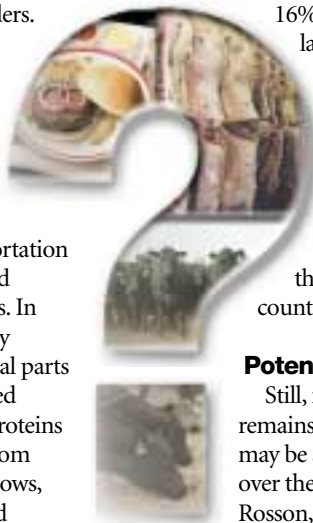 lers.
ortation
d
s. In
y
al parts
ed
roteins
om
ows,
d
16%
la
th
count
Poten
Still,
remains
may be
over the
Rosson,